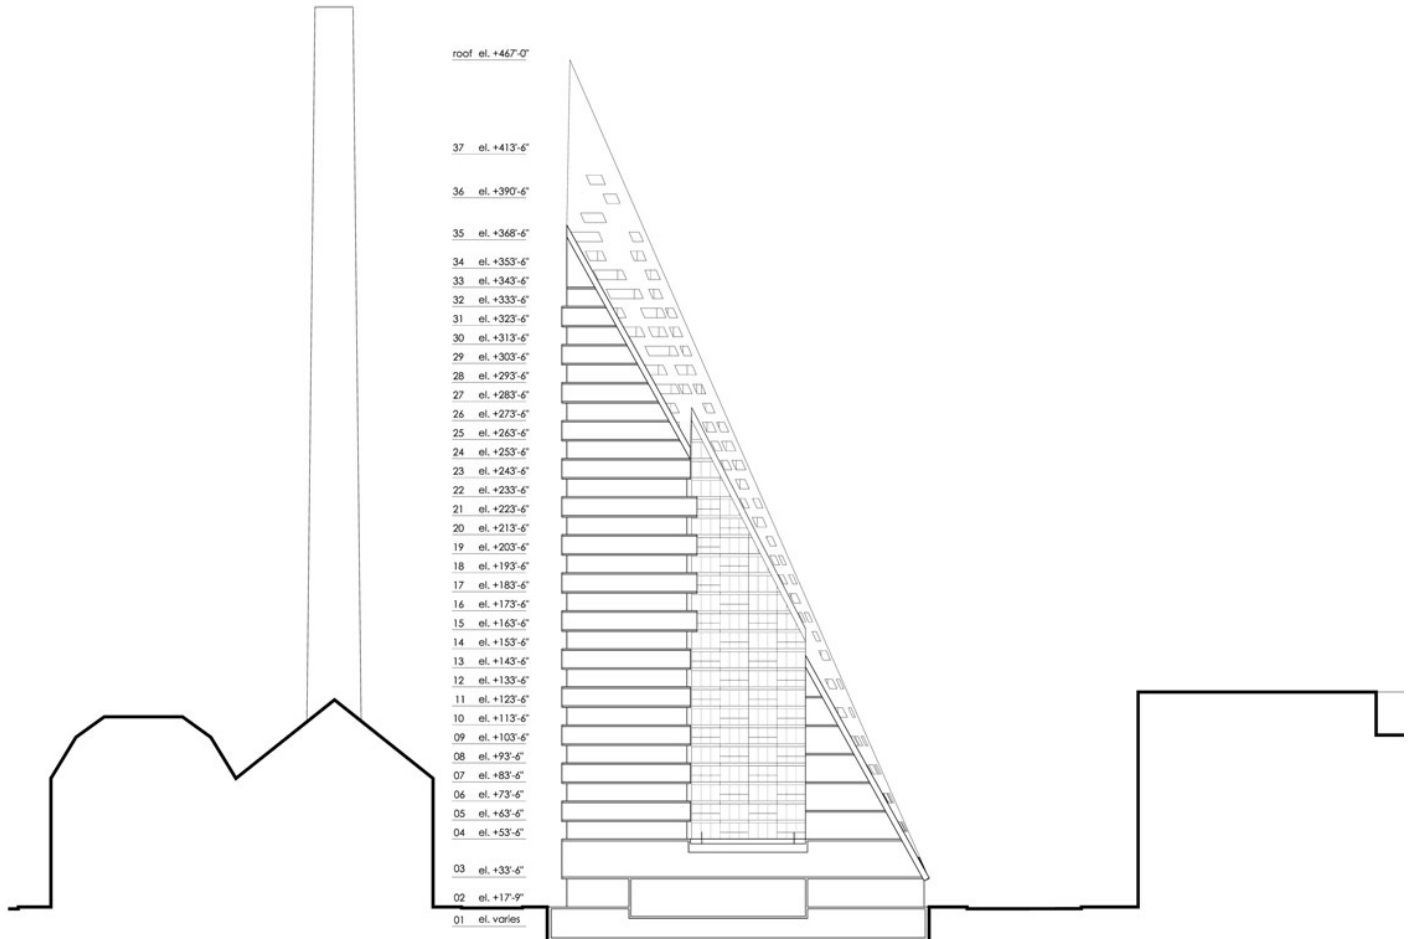 roof el. +467'-0"
37 el. +413'-6"
36 el. +390'-6"
35 el. +368'-6"
34 el. +353'-6"
33 el. +343'-6"
32 el. +333'-6"
31 el. +323'-6"
30 el. +313'-6"
29 el. +303'-6"
28 el. +293'-6"
27 el. +283'-6"
26 el. +273'-6"
25 el. +263'-6"
24 el. +253'-6"
23 el. +243'-6"
22 el. +233'-6"
21 el. +223'-6"
20 el. +213'-6"
19 el. +203'-6"
18 el. +193'-6"
17 el. +183'-6"
16 el. +173'-6"
15 el. +163'-6"
14 el. +153'-6"
13 el. +143'-6"
12 el. +133'-6"
11 el. +123'-6"
10 el. +113'-6"
09 el. +103'-6"
08 el. +93'-6"
07 el. +83'-6"
06 el. +73'-6"
05 el. +63'-6"
04 el. +53'-6"
03 el. +33'-6"
02 el. +17'-9"
01 el. varies